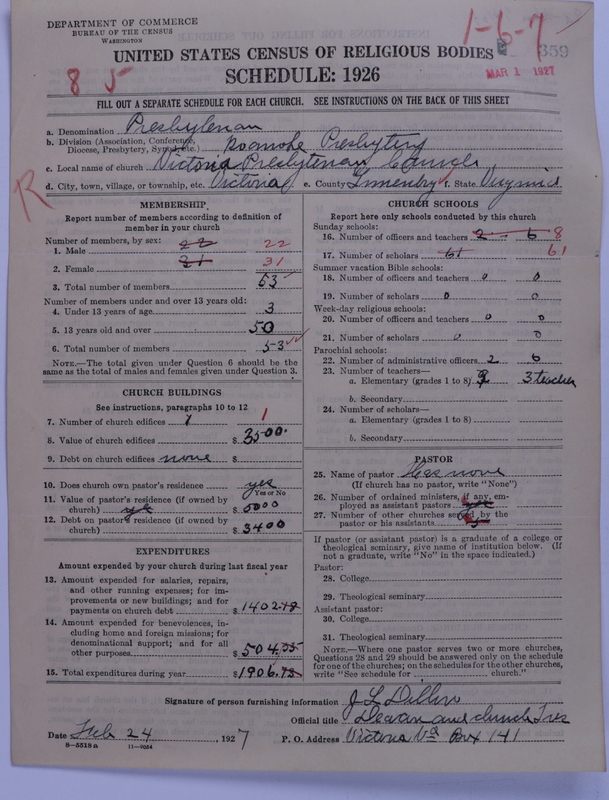 DEPARTMENT OF COMMERCE
BUREAU OF THE CENSUS
WASHINGTON
1-6-7
359
MAR 1 1927
UNITED STATES CENSUS OF RELIGIOUS BODIES
SCHEDULE: 1926
8 5
FILL OUT A SEPARATE SCHEDULE FOR EACH CHURCH. SEE INSTRUCTIONS ON THE BACK OF THIS SHEET
a. Denomination Presbyterian
b. Division (Association, Conference, Diocese, Presbytery, Synod, etc.) Roanoke Presbytery
c. Local name of church Victoria Presbyterian Church
d. City, town, village, or township, etc. Victoria e. County f. State Virginia
R
MEMBERSHIP
Report number of members according to definition of member in your church
Number of members, by sex:
1. Male 22 22
2. Female 31 31
3. Total number of members 53
Number of members under and over 13 years old:
4. Under 13 years of age 3
5. 13 years old and over 50
6. Total number of members 53
NOTE.—The total given under Question 6 should be the same as the total of males and females given under Question 3.
CHURCH BUILDINGS
See instructions, paragraphs 10 to 12
7. Number of church edifices 1 1
8. Value of church edifices $ 3500.
9. Debt on church edifices none $
10. Does church own pastor's residence yes
Yes or No
11. Value of pastor's residence (if owned by church) yes $ 5000
12. Debt on pastor's residence (if owned by church) $ 3400
EXPENDITURES
Amount expended by your church during last fiscal year
13. Amount expended for salaries, repairs, and other running expenses; for improvements or new buildings; and for payments on church debt $ 1402.18
14. Amount expended for benevolences, including home and foreign missions; for denominational support; and for all other purposes $ 504.55
15. Total expenditures during year $ 1906.73
CHURCH SCHOOLS
Report here only schools conducted by this church
Sunday schools:
16. Number of officers and teachers 2 6 8
17. Number of scholars 61 61
Summer vacation Bible schools:
18. Number of officers and teachers 0 0
19. Number of scholars 0 0
Week-day religious schools:
20. Number of officers and teachers 0 0
21. Number of scholars 0 0
Parochial schools:
22. Number of administrative officers 2 6
23. Number of teachers—
a. Elementary (grades 1 to 8) 3 teacher
b. Secondary
24. Number of scholars—
a. Elementary (grades 1 to 8)
b. Secondary
PASTOR
25. Name of pastor Has none
(If church has no pastor, write "None")
26. Number of ordained ministers, if any, employed as assistant pastors
27. Number of other churches served by the pastor or his assistants
If pastor (or assistant pastor) is a graduate of a college or theological seminary, give name of institution below. (If not a graduate, write "No" in the space indicated.)
Pastor:
28. College
29. Theological seminary
Assistant pastor:
30. College
31. Theological seminary
NOTE.—Where one pastor serves two or more churches, Questions 28 and 29 should be answered only on the schedule for one of the churches; on the schedules for the other churches, write "See schedule for church."
Signature of person furnishing information J L
Official title Deacon and church Tres
Date Feb 24 1927 P. O. Address Victoria Va Box 141
8-5518a 11-9034